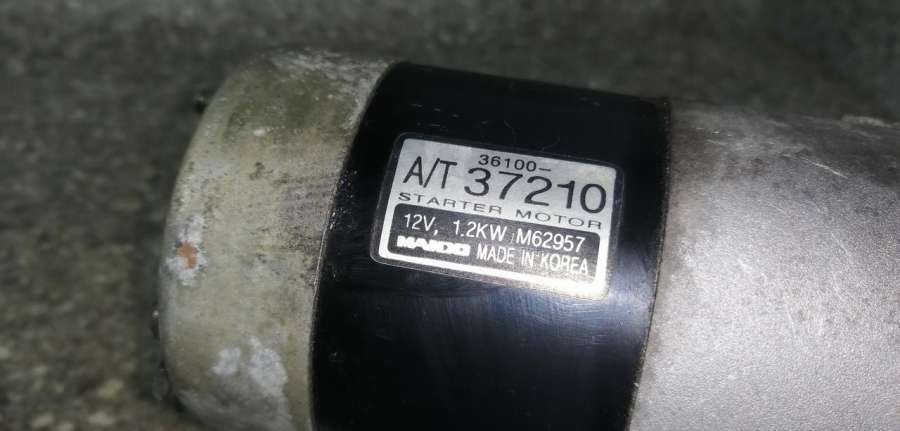 36100-
A/T 37210
STARTER MOTOR
12V, 1.2KW M62957
MANDO MADE IN KOREA